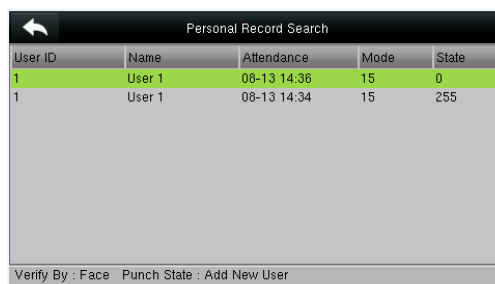 Personal Record Search
User ID Name Attendance Mode State
1 User 1 08-13 14:36 15 0
1 User 1 08-13 14:34 15 255
Verify By : Face Punch State : Add New User